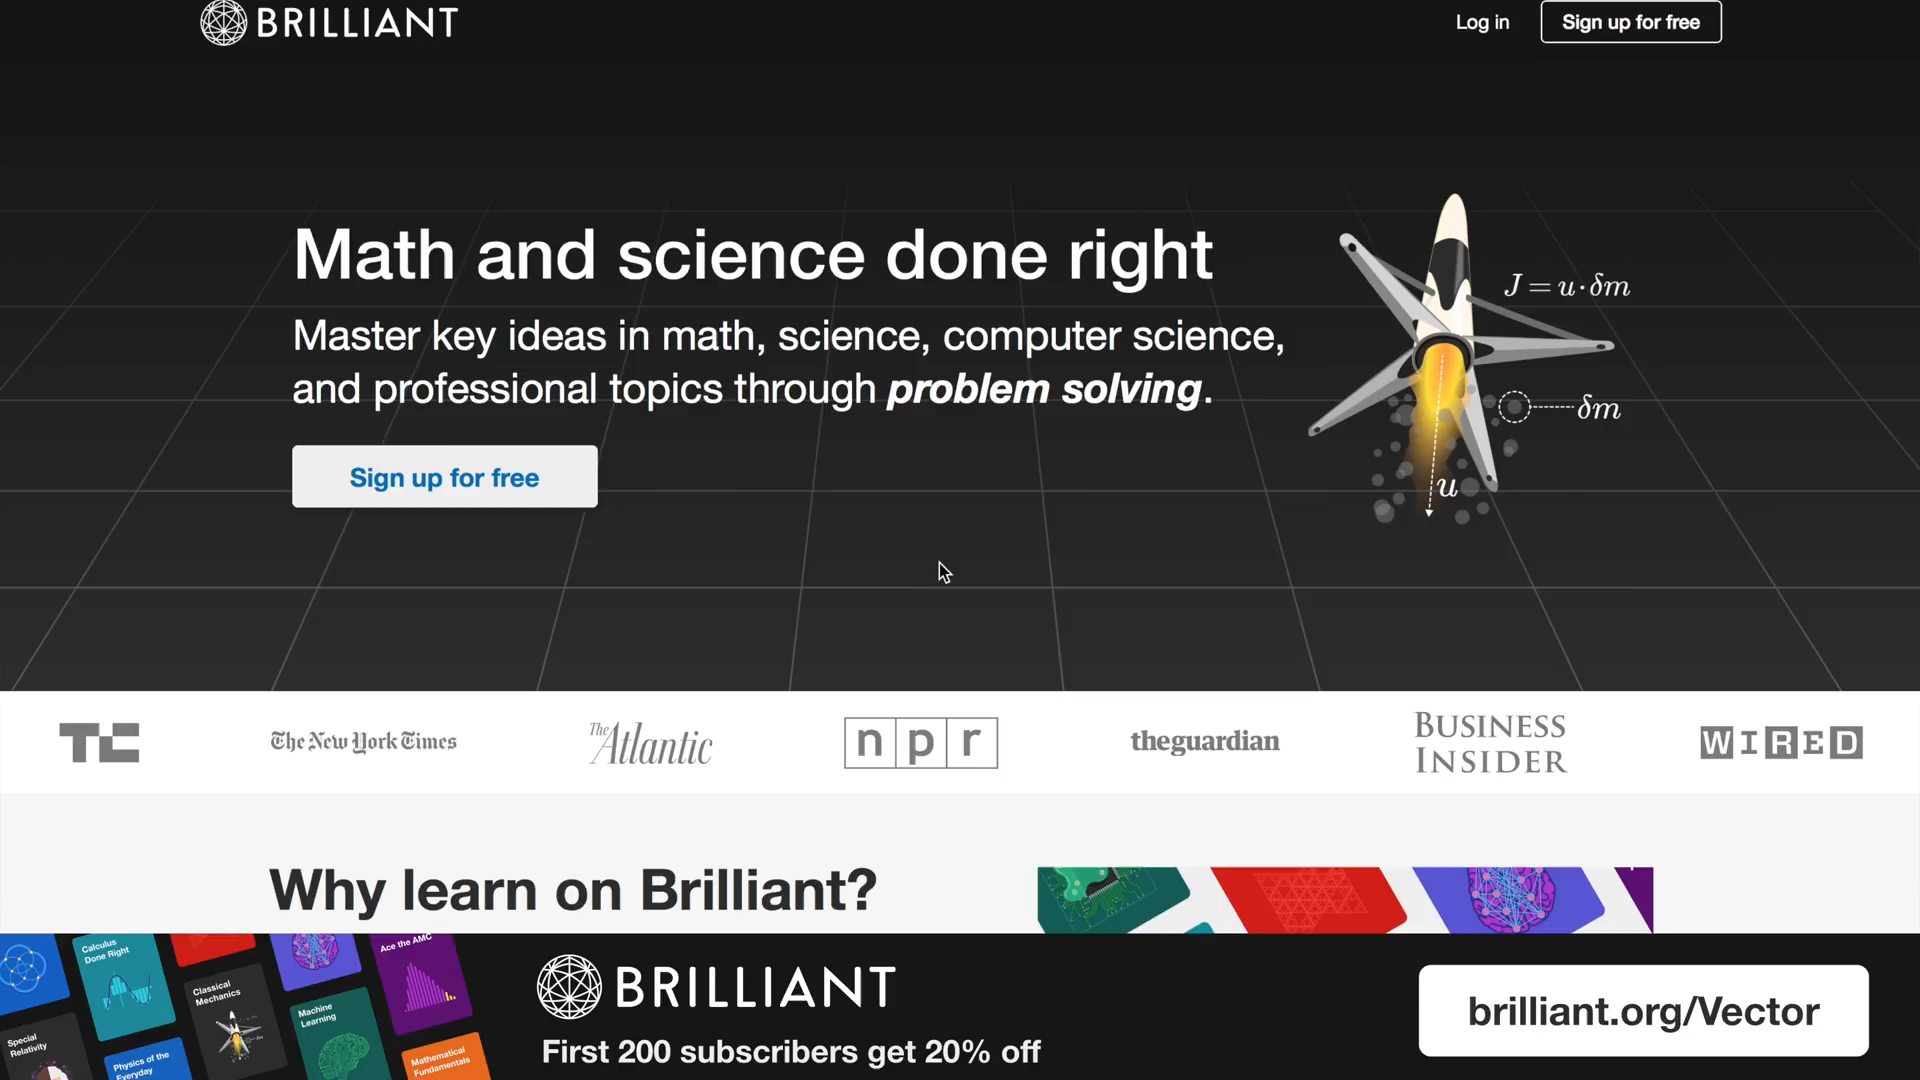 BRILLIANT
Log in
Sign up for free
Math and science done right
Master key ideas in math, science, computer science,
and professional topics through problem solving.
Sign up for free
J = u · δm
δm
u
TC
The New York Times
The Atlantic
npr
theguardian
BUSINESS
INSIDER
WIRED
Why learn on Brilliant?
Calculus
Done Right
Ace the AMC
Classical
Mechanics
Machine
Learning
Special
Relativity
Physics of the
Everyday
Mathematical
Fundamentals
BRILLIANT
First 200 subscribers get 20% off
brilliant.org/Vector